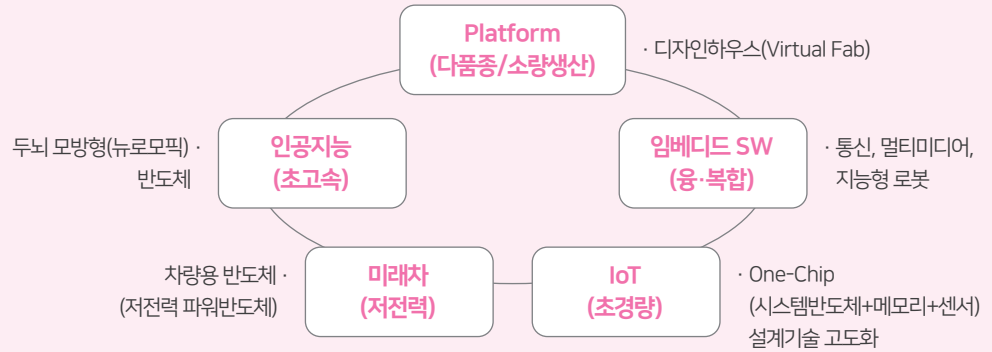 Platform
(다품종/소량생산)
· 디자인하우스(Virtual Fab)
두뇌 모방형(뉴로모픽) ·
반도체
인공지능
(초고속)
임베디드 SW
(융·복합)
· 통신, 멀티미디어,
지능형 로봇
차량용 반도체 ·
(저전력 파워반도체)
미래차
(저전력)
IoT
(초경량)
· One-Chip
(시스템반도체+메모리+센서)
설계기술 고도화